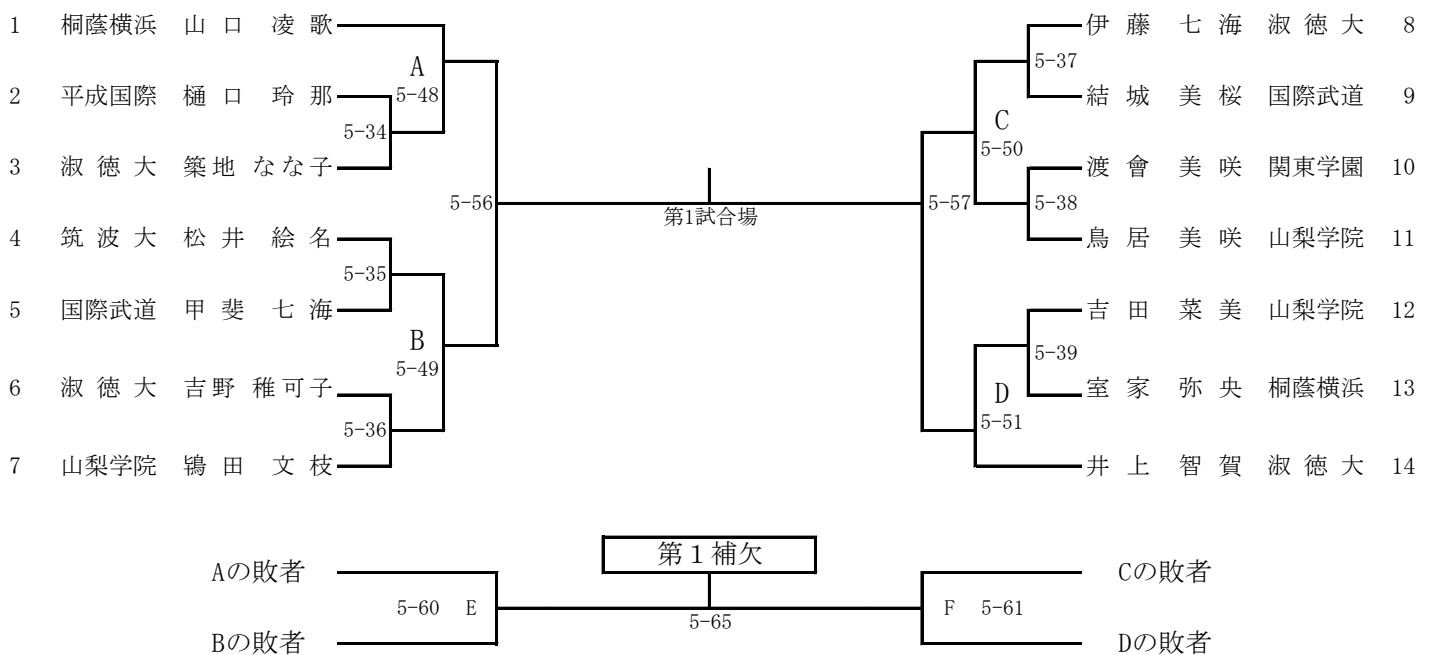 1 桐蔭横浜 山口 凌歌
A
5-48
2 平成国際 樋口 玲那
5-34
3 淑徳大 築地 なな子
5-56
4 筑波大 松井 絵名
5-35
5 国際武道 甲斐 七海
B
5-49
6 淑徳大 吉野 稚可子
5-36
7 山梨学院 鴇田 文枝
第1試合場
伊藤 七海 淑徳大 8
5-37
結城 美桜 国際武道 9
C
5-50
渡會 美咲 関東学園 10
5-57
5-38
鳥居 美咲 山梨学院 11
吉田 菜美 山梨学院 12
5-39
室家 弥央 桐蔭横浜 13
D
5-51
井上 智賀 淑徳大 14
第１補欠
Aの敗者
5-60 E
Bの敗者
5-65
Cの敗者
F 5-61
Dの敗者